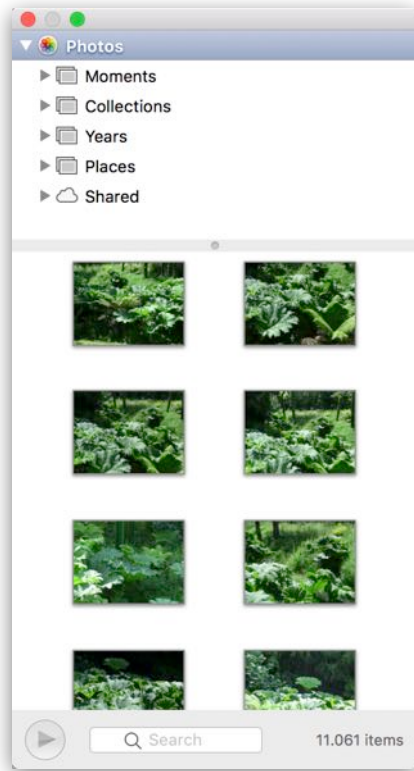 Photos
Moments
Collections
Years
Places
Shared
Search
11.061 items